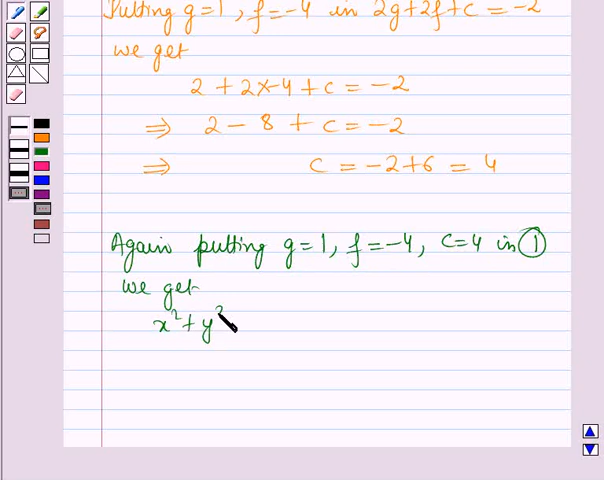 Putting g=1, f=-4 in 2g+2f+c=-2
we get
2 + 2x-4 + c = -2
⇒ 2 - 8 + c = -2
⇒ c = -2+6 = 4
Again putting g=1, f=-4, c=4 in ①
we get
x² + y²